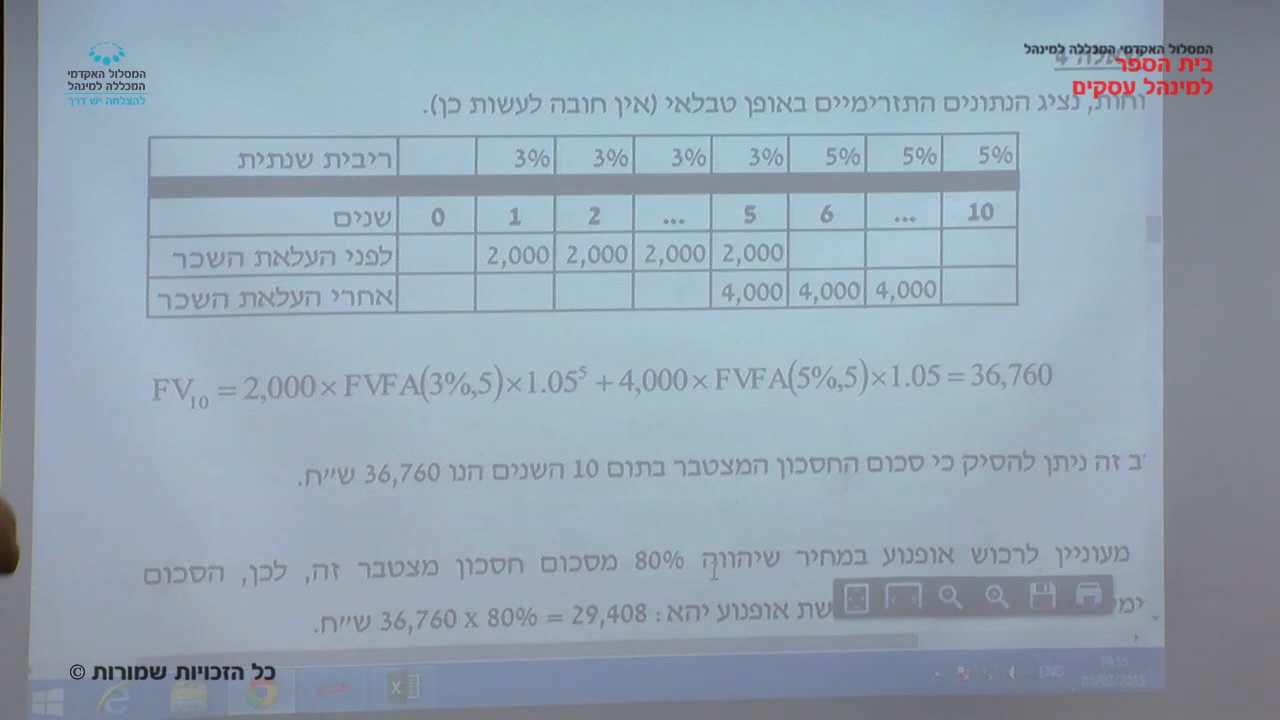 המסלול האקדמי
המכללה למינהל
להצלחה יש דרך
המסלול האקדמי המכללה למינהל
בית הספר
למינהל עסקים
נציג הנתונים התזרימיים באופן טבלאי (אין חובה לעשות כן).
ריבית שנתית 3% 3% 3% 3% 5% 5% 5%
שנים 0 1 2 ... 5 6 ... 10
לפני העלאת השכר 2,000 2,000 2,000 2,000
אחרי העלאת השכר 4,000 4,000 4,000
FV₁₀ = 2,000 × FVFA(3%,5) × 1.05⁵ + 4,000 × FVFA(5%,5) × 1.05 = 36,760
זה ניתן להסיק כי סכום החסכון המצטבר בתום 10 השנים הנו 36,760 ש״ח.
מעוניין לרכוש אופנוע במחיר שיהווה 80% מסכום חסכון מצטבר זה, לכן, הסכום
אופנוע יהא: 36,760 x 80% = 29,408 ש״ח.
כל הזכויות שמורות ©
ENG